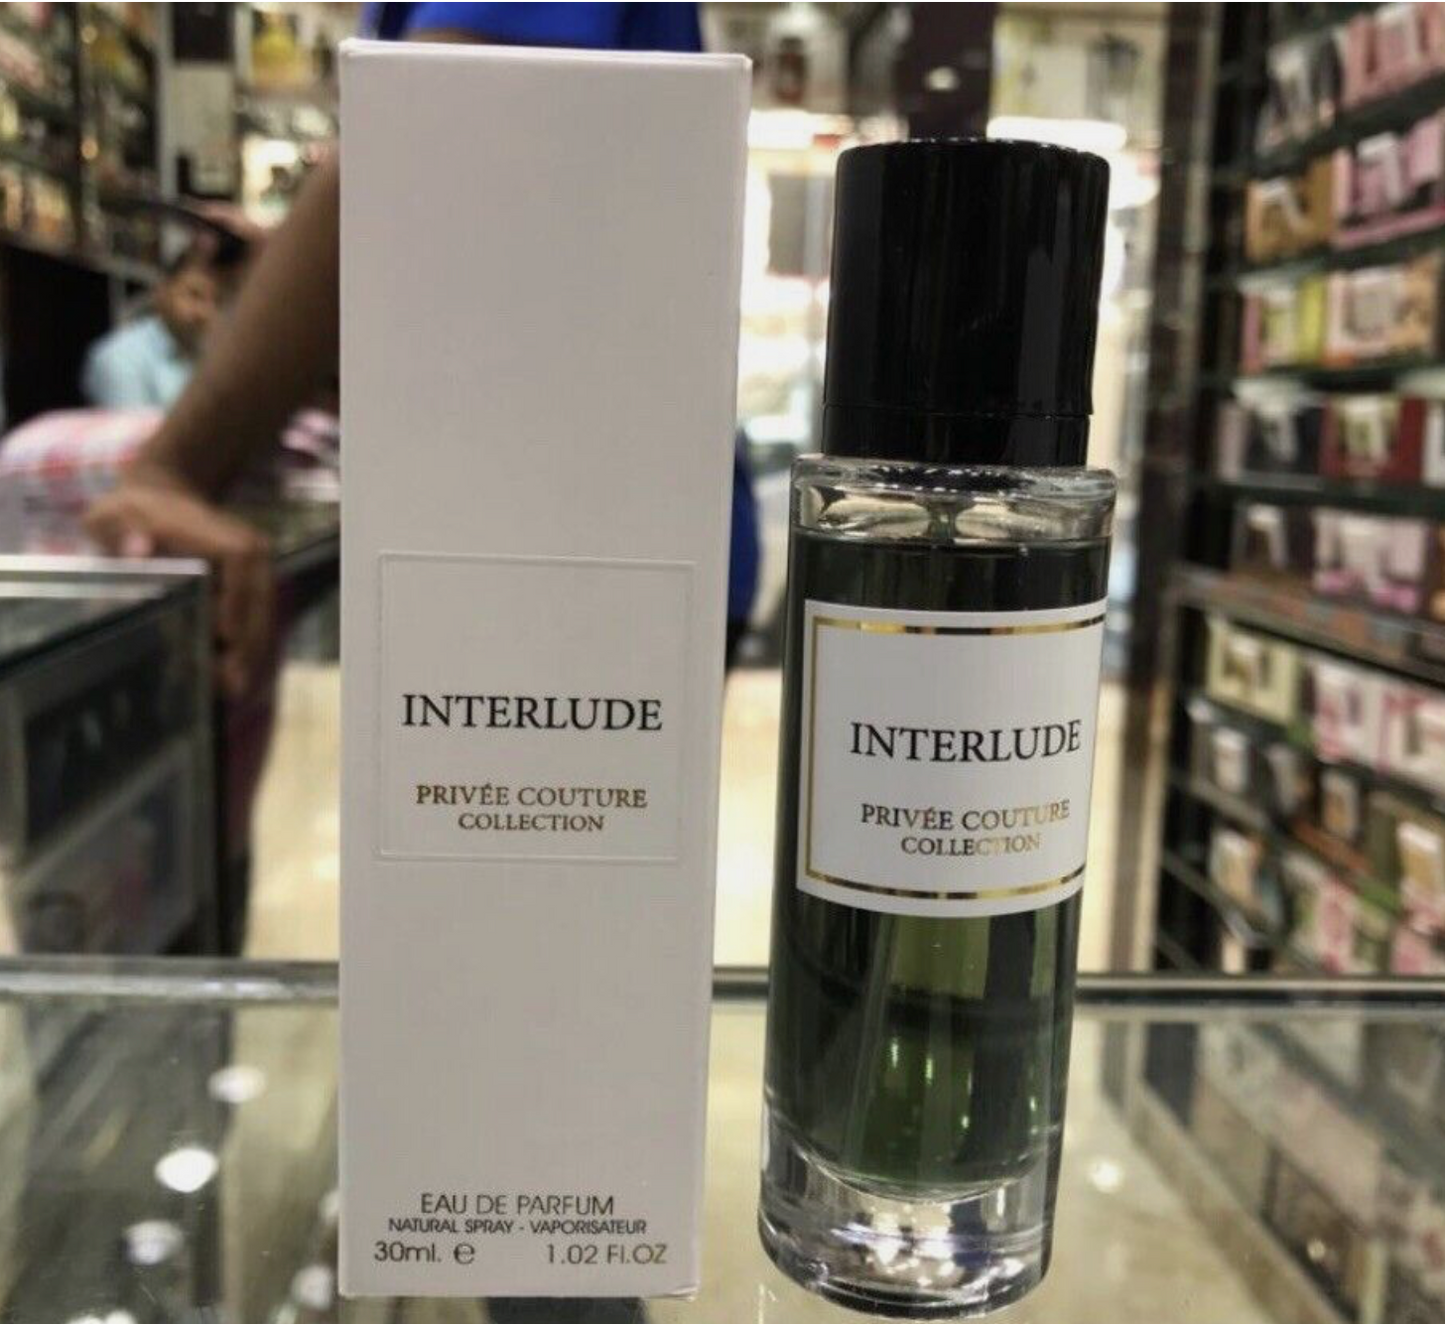 INTERLUDE
PRIVÉE COUTURE
COLLECTION
EAU DE PARFUM
NATURAL SPRAY - VAPORISATEUR
30ml. ℮ 1.02 Fl.OZ
INTERLUDE
PRIVÉE COUTURE
COLLECTION